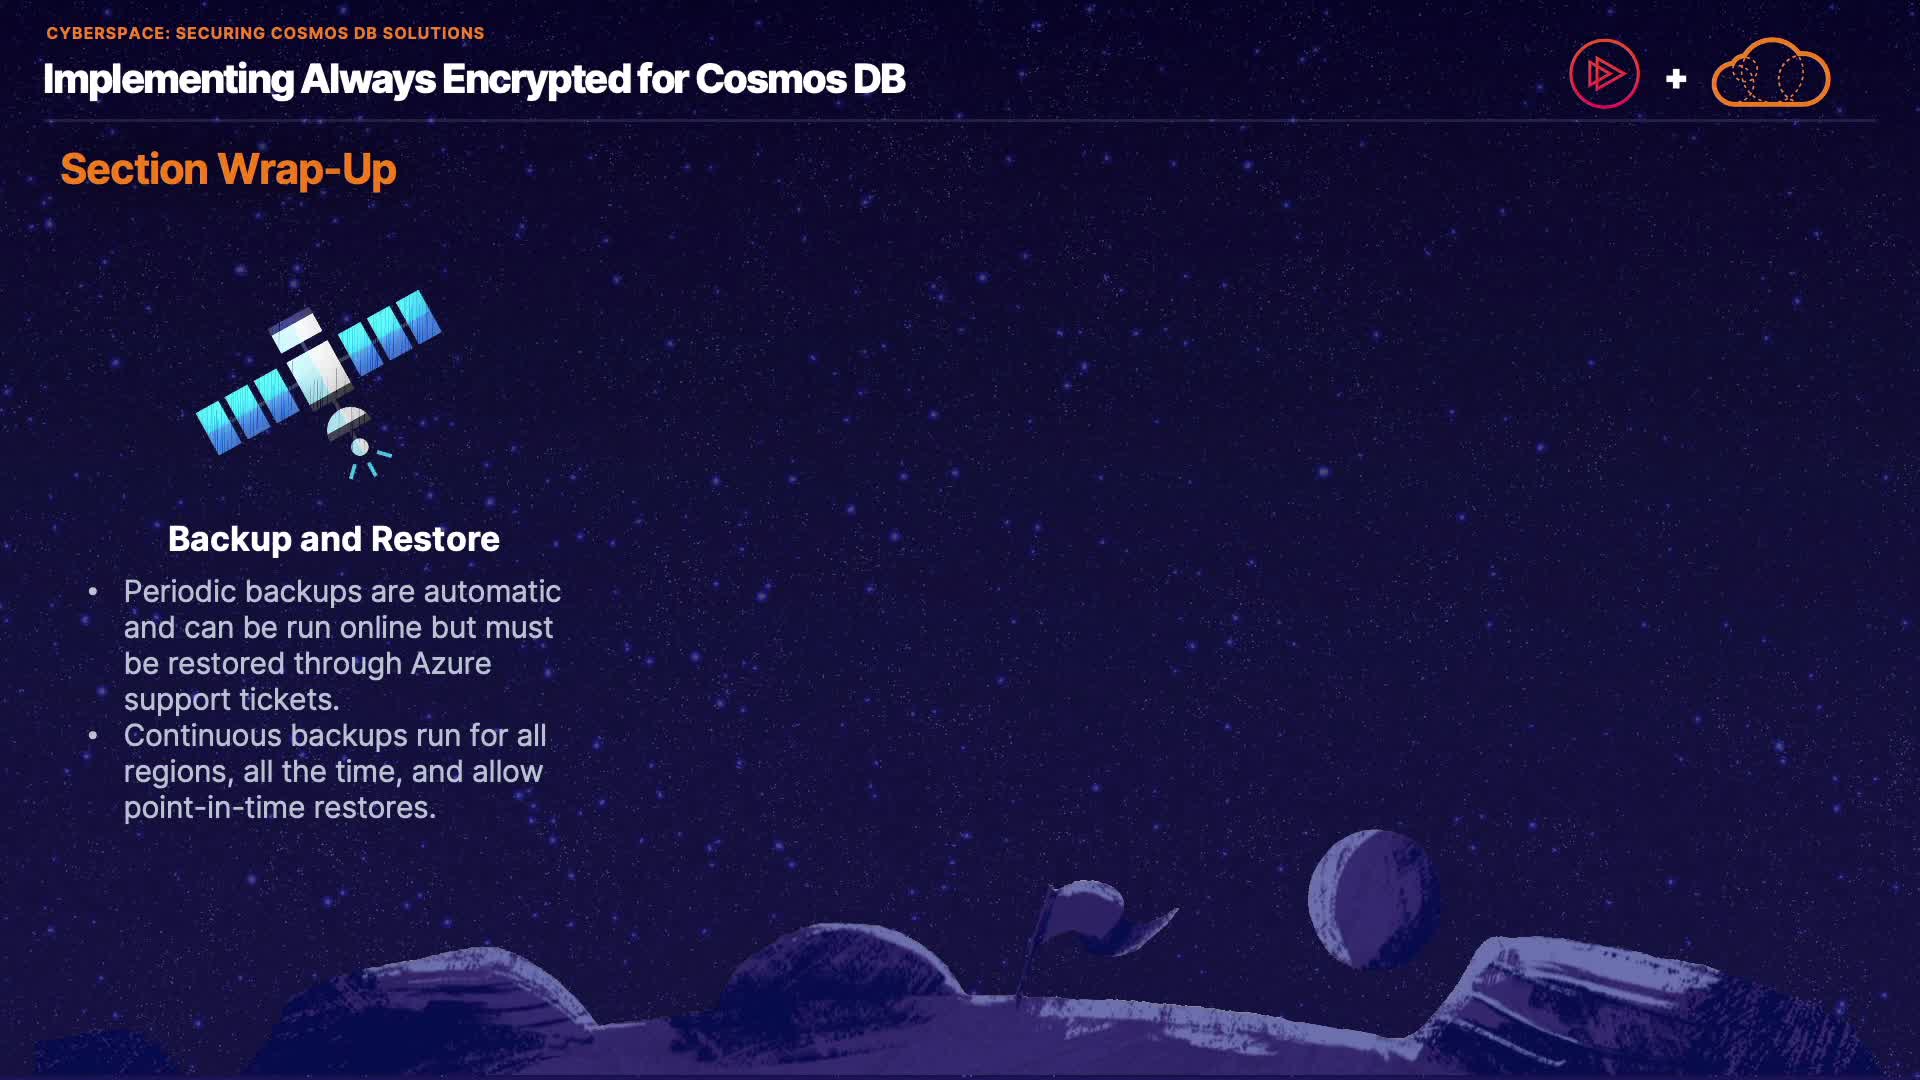 CYBERSPACE: SECURING COSMOS DB SOLUTIONS
Implementing Always Encrypted for Cosmos DB
+
Section Wrap-Up
Backup and Restore
• Periodic backups are automatic
and can be run online but must
be restored through Azure
support tickets.
• Continuous backups run for all
regions, all the time, and allow
point-in-time restores.